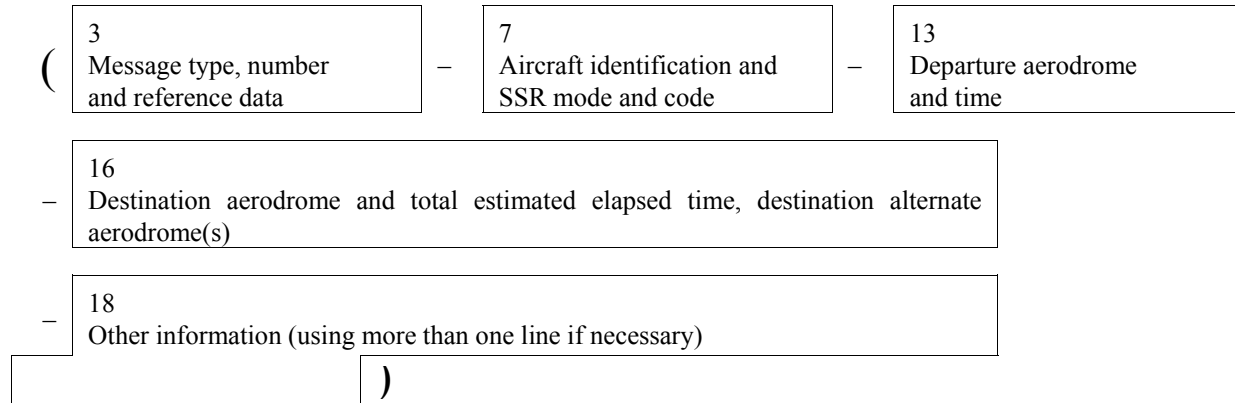 3 7 13
( Message type, number – Aircraft identification and – Departure aerodrome
and reference data SSR mode and code and time
16
– Destination aerodrome and total estimated elapsed time, destination alternate
aerodrome(s)
18
– Other information (using more than one line if necessary)
)